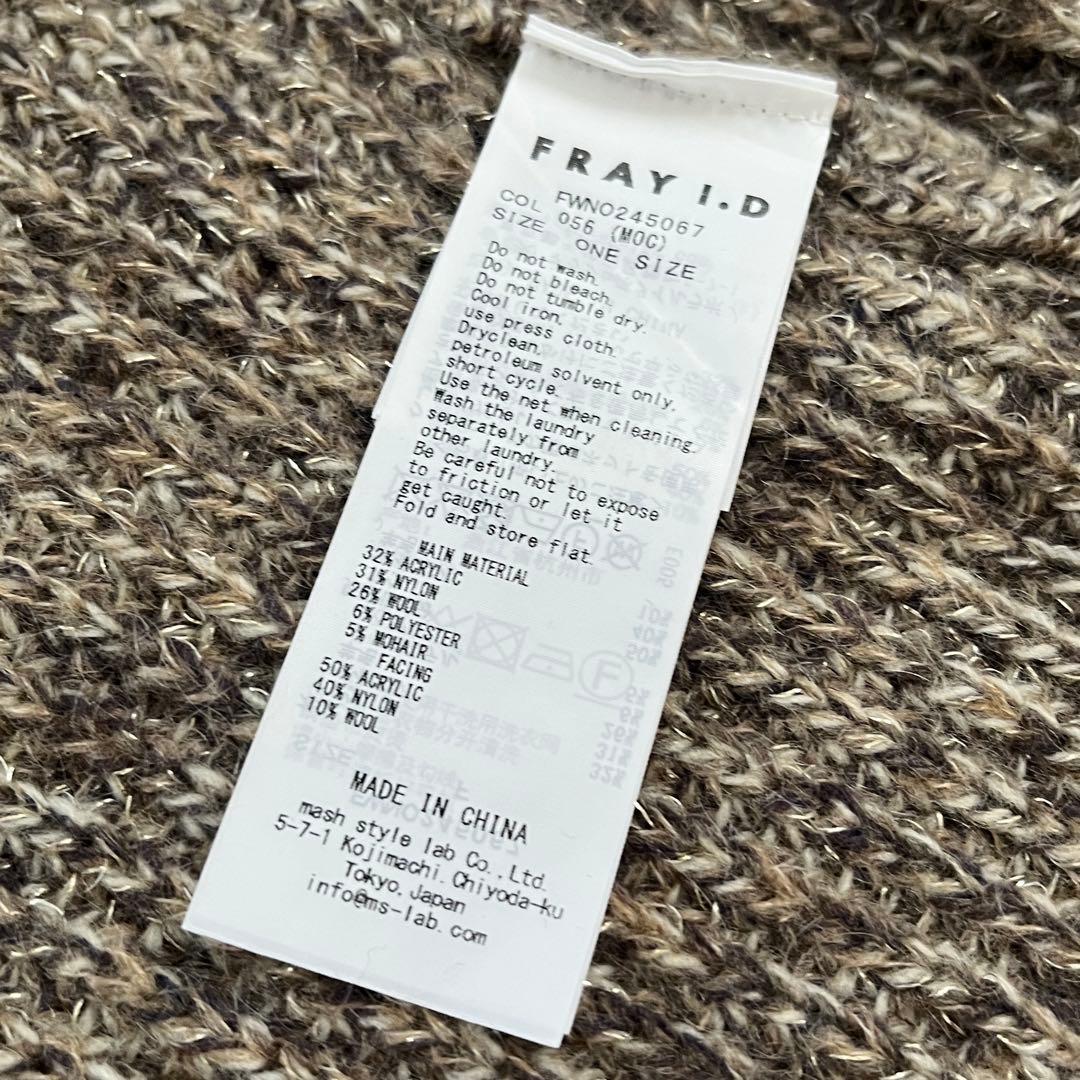 FRAY I.D
FWNO245067
COL 056 (MOC)
SIZE ONE SIZE
Do not wash.
Do not bleach.
Do not tumble dry.
Cool iron.
use press cloth.
Dryclean.
petroleum solvent only.
short cycle.
Use the net when cleaning.
Wash the laundry
separately from
other laundry.
Be careful not to expose
to friction or let it
get caught.
Fold and store flat.
MAIN MATERIAL
32% ACRYLIC
31% NYLON
26% WOOL
6% POLYESTER
5% MOHAIR
FACING
50% ACRYLIC
40% NYLON
10% WOOL
MADE IN CHINA
mash style lab Co.,Ltd.
5-7-1 Kojimachi.Chiyoda-ku
Tokyo.Japan
info@ms-lab.com